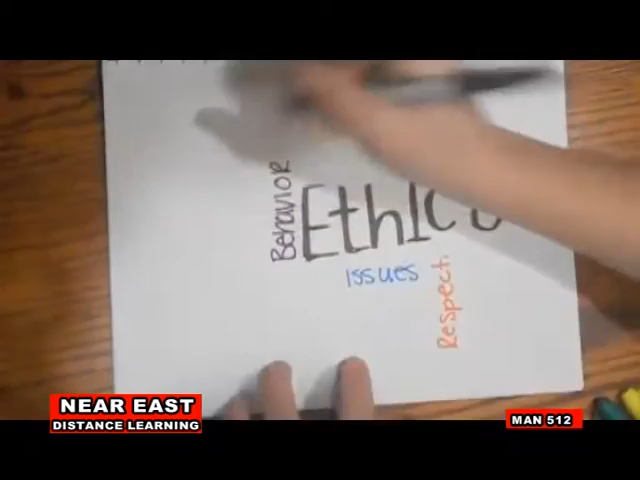 Behavior
Ethics
issues
Respect
NEAR EAST
DISTANCE LEARNING
MAN 512